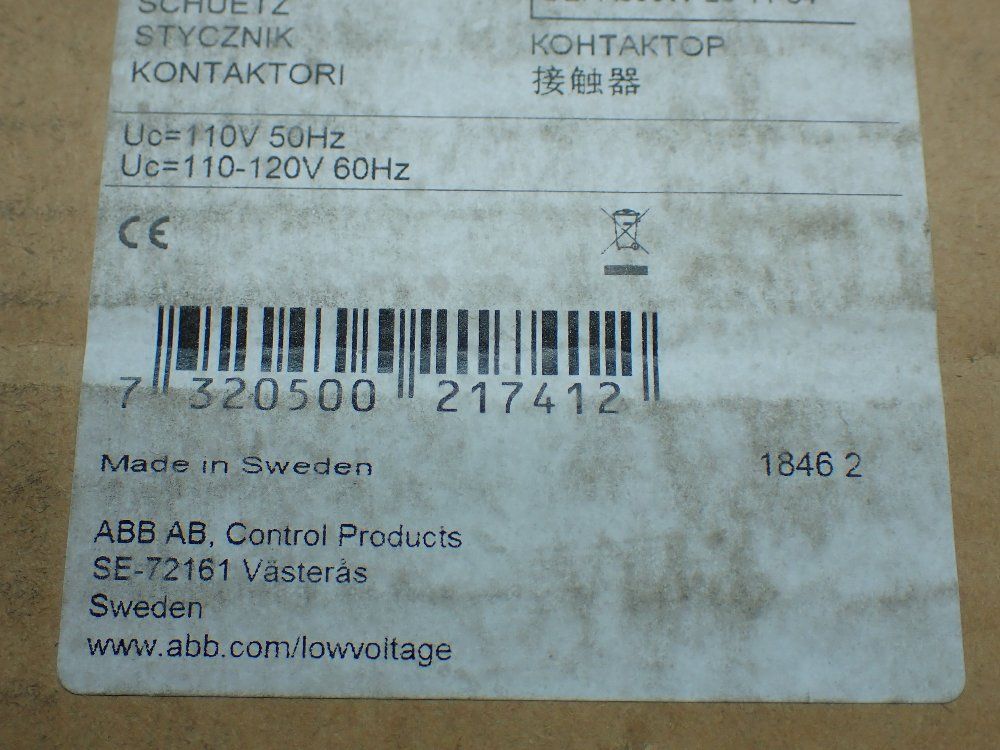 SCHUETZ
STYCZNIK
KONTAKTORI
КОНТАКТОР
接触器
Uc=110V 50Hz
Uc=110-120V 60Hz
CE
7 320500 217412
Made in Sweden
1846 2
ABB AB, Control Products
SE-72161 Västerås
Sweden
www.abb.com/lowvoltage